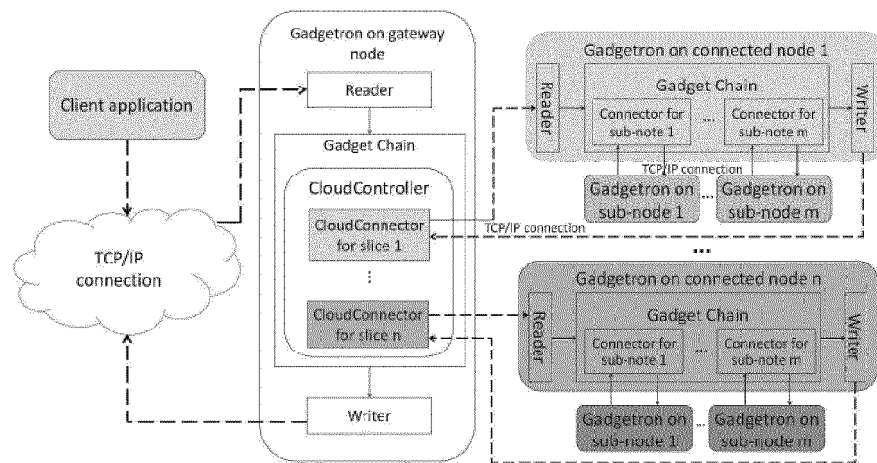 Client application
TCP/IP
connection
Gadgetron on gateway
node
Reader
Gadget Chain
CloudController
CloudConnector
for slice 1
⋮
CloudConnector
for slice n
Writer
Gadgetron on connected node 1
Reader
Gadget Chain
Connector for
sub-note 1
...
Connector for
sub-note m
Writer
TCP/IP connection
Gadgetron on
sub-node 1
...
Gadgetron on
sub-node m
TCP/IP connection
...
Gadgetron on connected node n
Reader
Gadget Chain
Connector for
sub-note 1
...
Connector for
sub-note m
Writer
Gadgetron on
sub-node 1
...
Gadgetron on
sub-node m